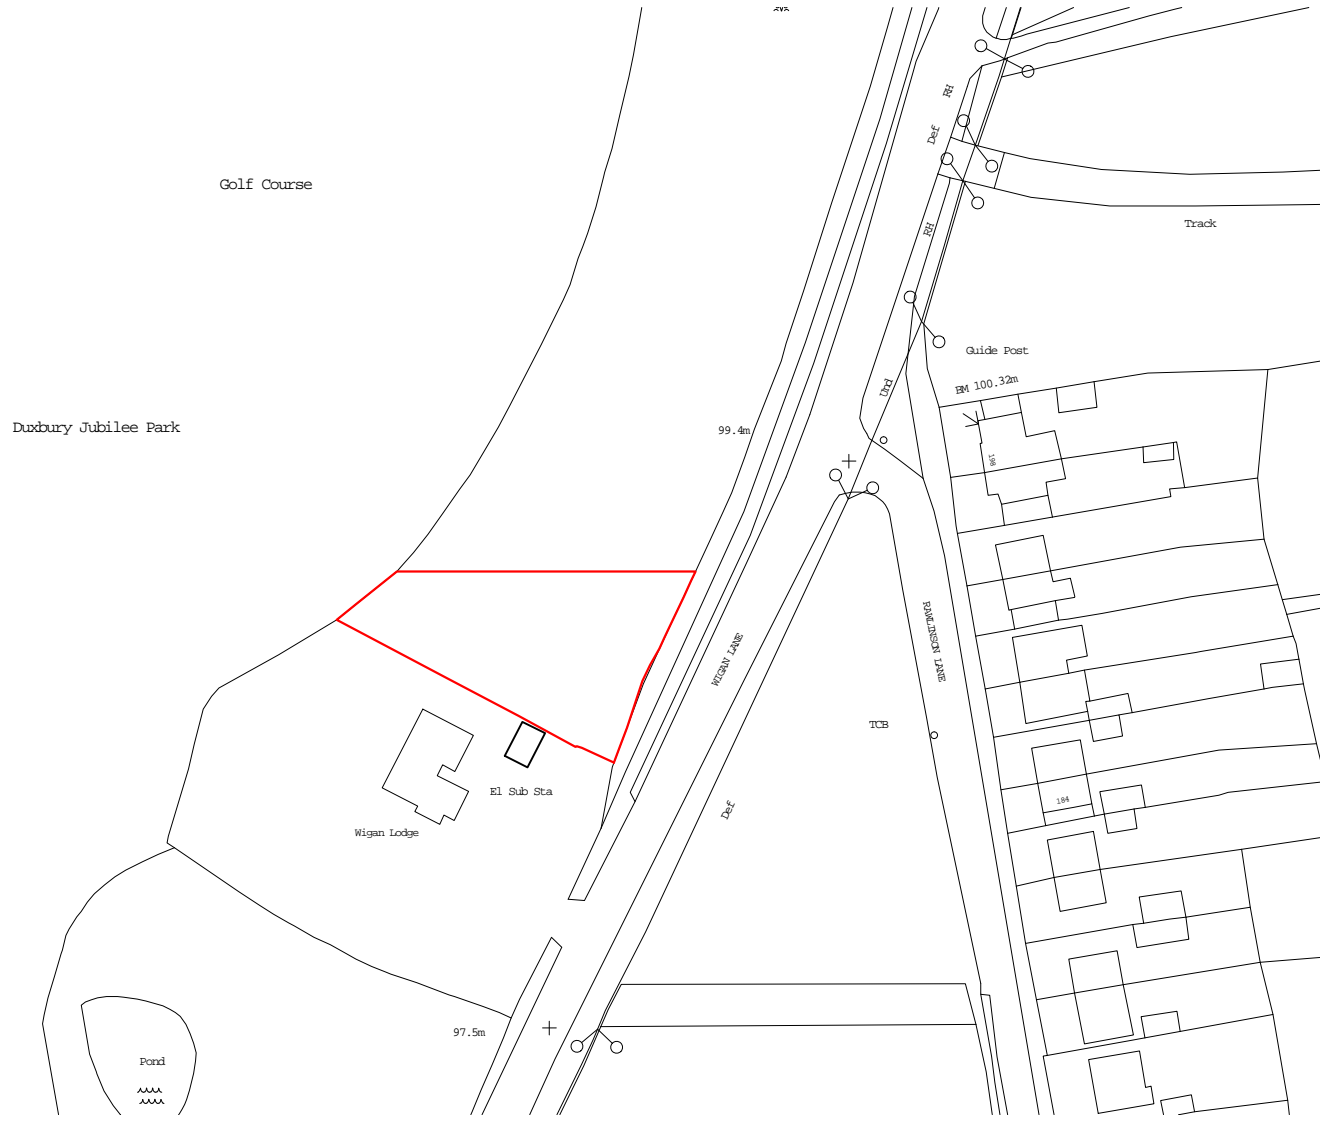 Golf Course
RH
Def
Track
RH
Guide Post
BM 100.32m
Und
Duxbury Jubilee Park
99.4m
198
WIGAN LANE
RAWLINSON LANE
TCB
El Sub Sta
184
Def
Wigan Lodge
97.5m
Pond